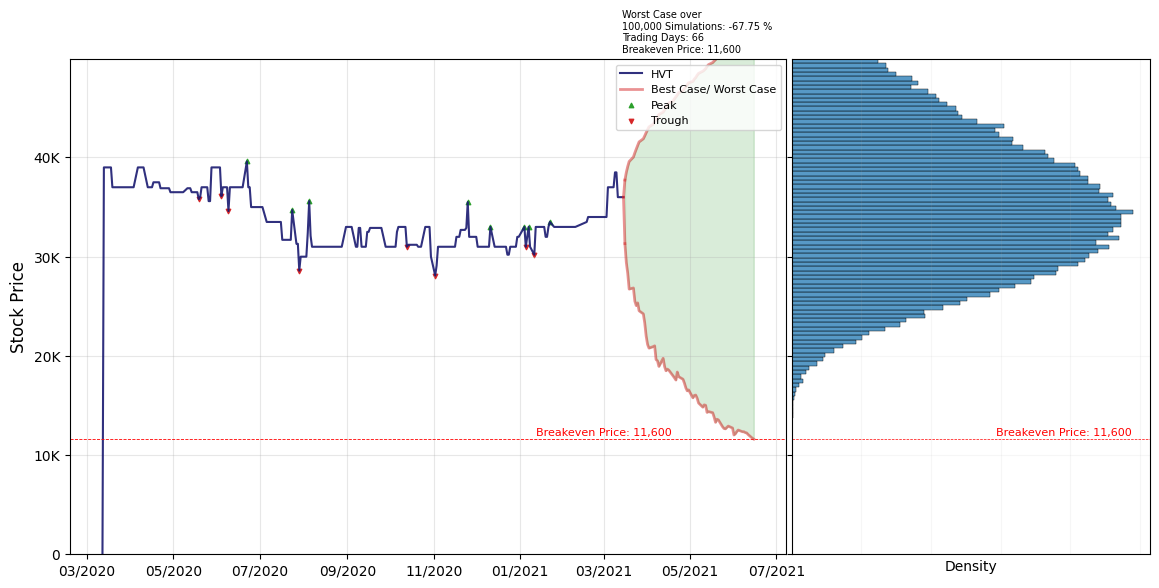 Worst Case over
100,000 Simulations: -67.75 %
Trading Days: 66
Breakeven Price: 11,600
HVT
Best Case/ Worst Case
Peak
Trough
Stock Price
40K
30K
20K
10K
0
Breakeven Price: 11,600
Breakeven Price: 11,600
03/2020 05/2020 07/2020 09/2020 11/2020 01/2021 03/2021 05/2021 07/2021
Density